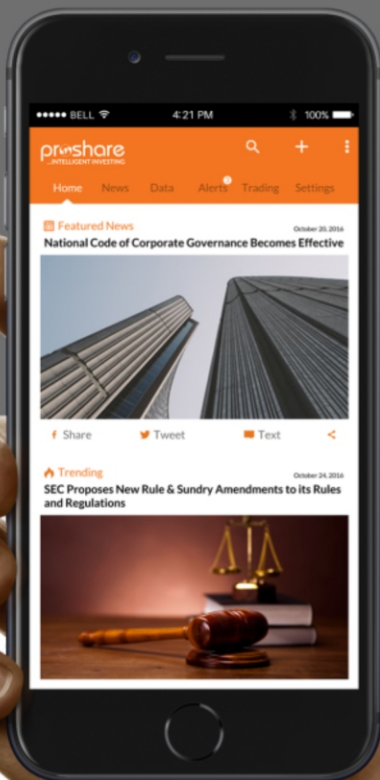 BELL 4:21 PM 100%
proshare
...INTELLIGENT INVESTING
Home News Data Alerts Trading Settings
Featured News October 20, 2016
National Code of Corporate Governance Becomes Effective
f Share Tweet Text
Trending October 24, 2016
SEC Proposes New Rule & Sundry Amendments to its Rules
and Regulations